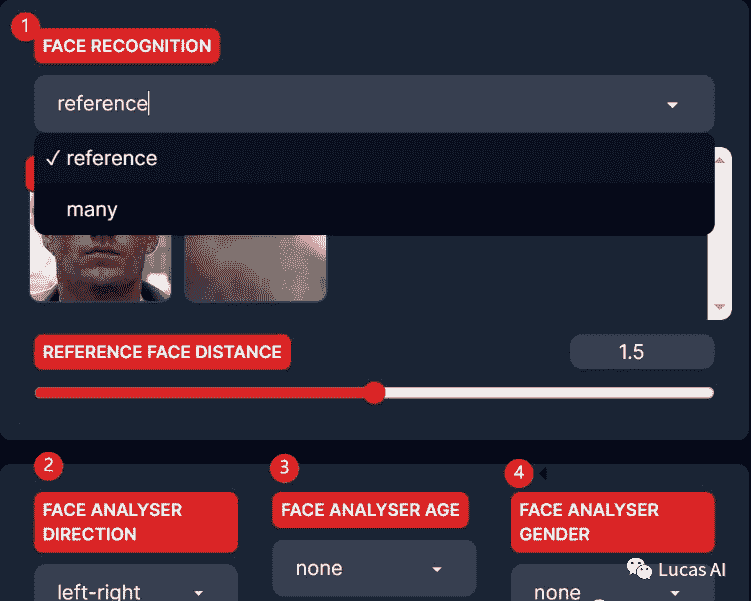 1
FACE RECOGNITION
reference
✓ reference
many
REFERENCE FACE DISTANCE
1.5
2
3
4
FACE ANALYSER
DIRECTION
FACE ANALYSER AGE
FACE ANALYSER
GENDER
left-right
none
none
Lucas AI